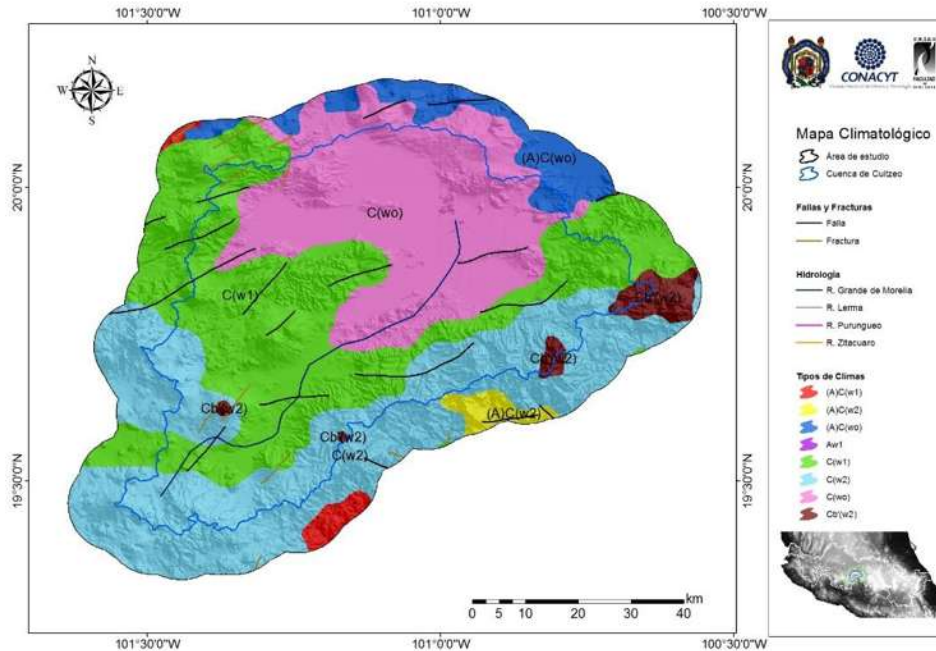 101°30'0"W
101°0'0"W
100°30'0"W
N
W
E
S
20°0'0"N
20°0'0"N
19°30'0"N
19°30'0"N
(A)C(wo)
C(wo)
C(w1)
Cb'(w2)
Cb'(w2)
(A)C(w2)
Cb'(w2)
Cb'(w2)
C(w2)
km
0 5 10 20 30 40
101°30'0"W
101°0'0"W
100°30'0"W
CONACYT
FACULTAD
Mapa Climatológico
Área de estudio
Cuenca de Cuitzeo
Fallas y Fracturas
Falla
Fractura
Hidrología
R. Grande de Morelia
R. Lerma
R. Purungueo
R. Zitacuaro
Tipos de Climas
(A)C(w1)
(A)C(w2)
(A)C(wo)
Aw1
C(w1)
C(w2)
C(wo)
Cb'(w2)